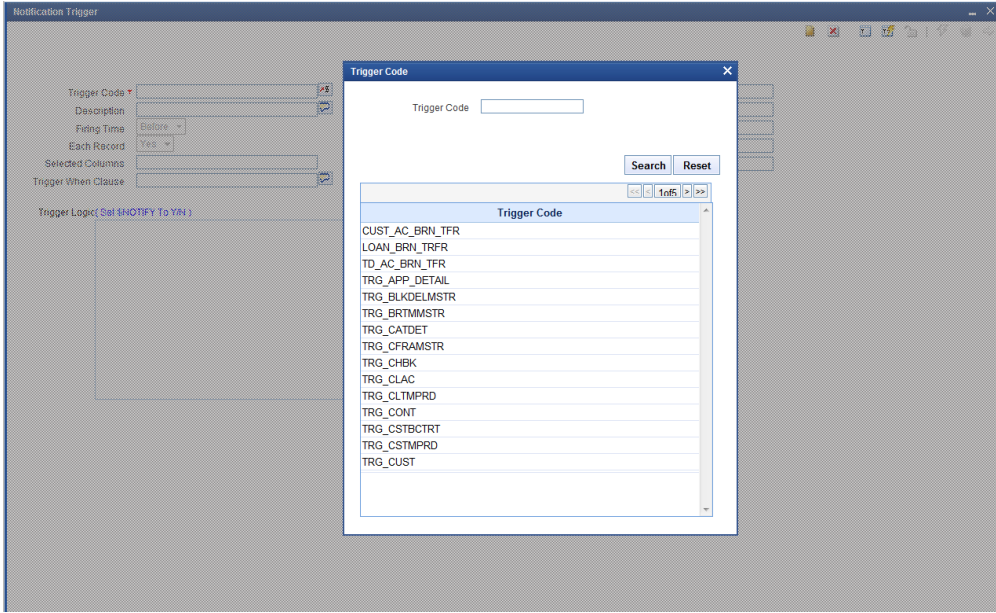 Notification Trigger
Trigger Code *
Description
Firing Time Before
Each Record Yes
Selected Columns
Trigger When Clause
Trigger Logic( Set $NOTIFY To Y/N )
Trigger Code
Trigger Code
Search Reset
<< < 1of5 > >>
Trigger Code
CUST_AC_BRN_TFR
LOAN_BRN_TRFR
TD_AC_BRN_TFR
TRG_APP_DETAIL
TRG_BLKDELMSTR
TRG_BRTMMSTR
TRG_CATDET
TRG_CFRAMSTR
TRG_CHBK
TRG_CLAC
TRG_CLTMPRD
TRG_CONT
TRG_CSTBCTRT
TRG_CSTMPRD
TRG_CUST